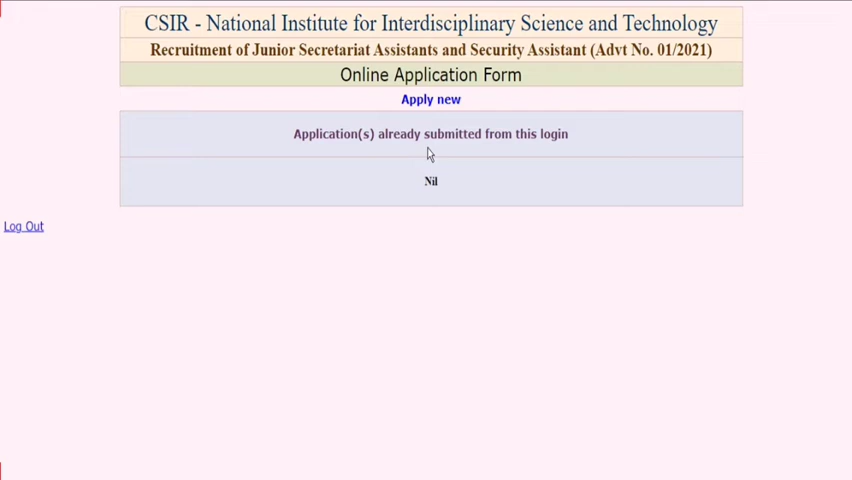 CSIR - National Institute for Interdisciplinary Science and Technology
Recruitment of Junior Secretariat Assistants and Security Assistant (Advt No. 01/2021)
Online Application Form
Apply new
Application(s) already submitted from this login
Nil
Log Out